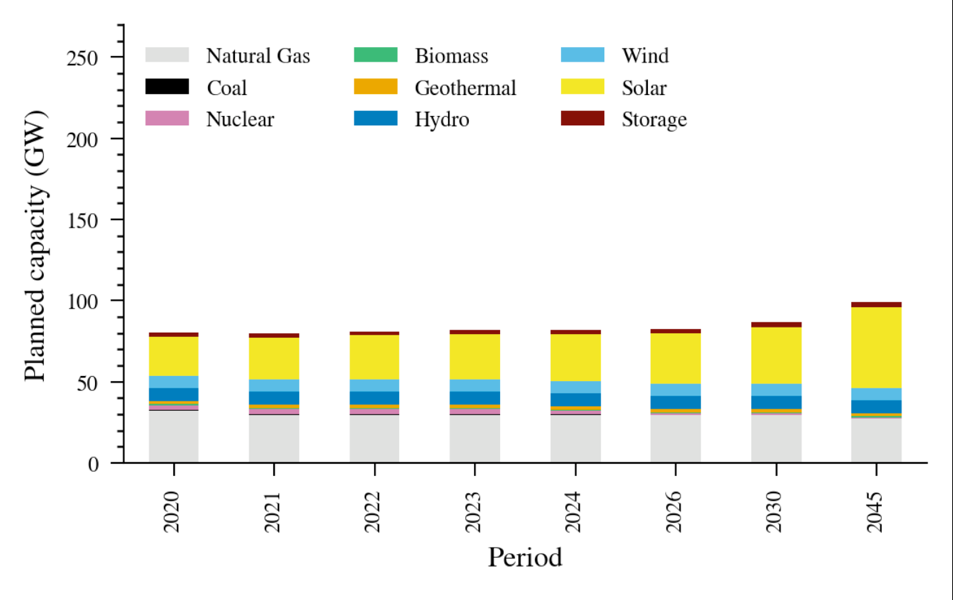 250
200
150
100
50
0
Planned capacity (GW)
Natural Gas
Coal
Nuclear
Biomass
Geothermal
Hydro
Wind
Solar
Storage
2020
2021
2022
2023
2024
2026
2030
2045
Period